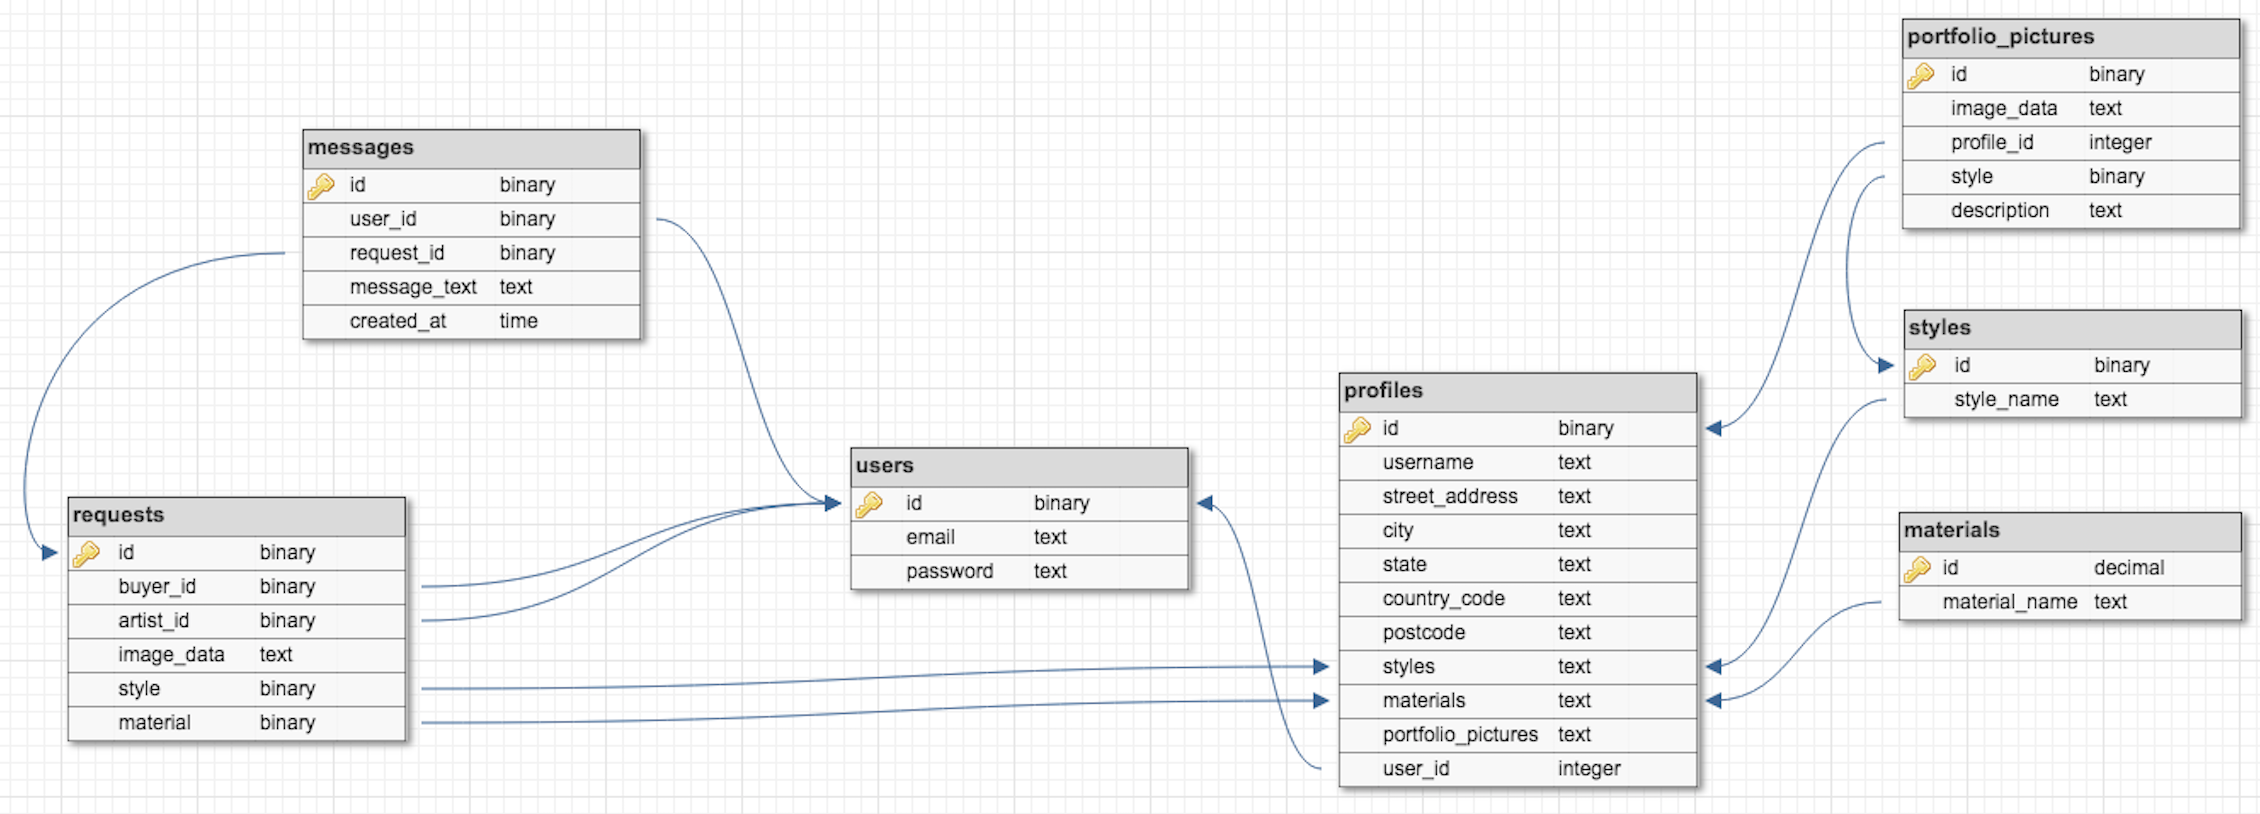 messages
id binary
user_id binary
request_id binary
message_text text
created_at time
requests
id binary
buyer_id binary
artist_id binary
image_data text
style binary
material binary
users
id binary
email text
password text
profiles
id binary
username text
street_address text
city text
state text
country_code text
postcode text
styles text
materials text
portfolio_pictures text
user_id integer
portfolio_pictures
id binary
image_data text
profile_id integer
style binary
description text
styles
id binary
style_name text
materials
id decimal
material_name text